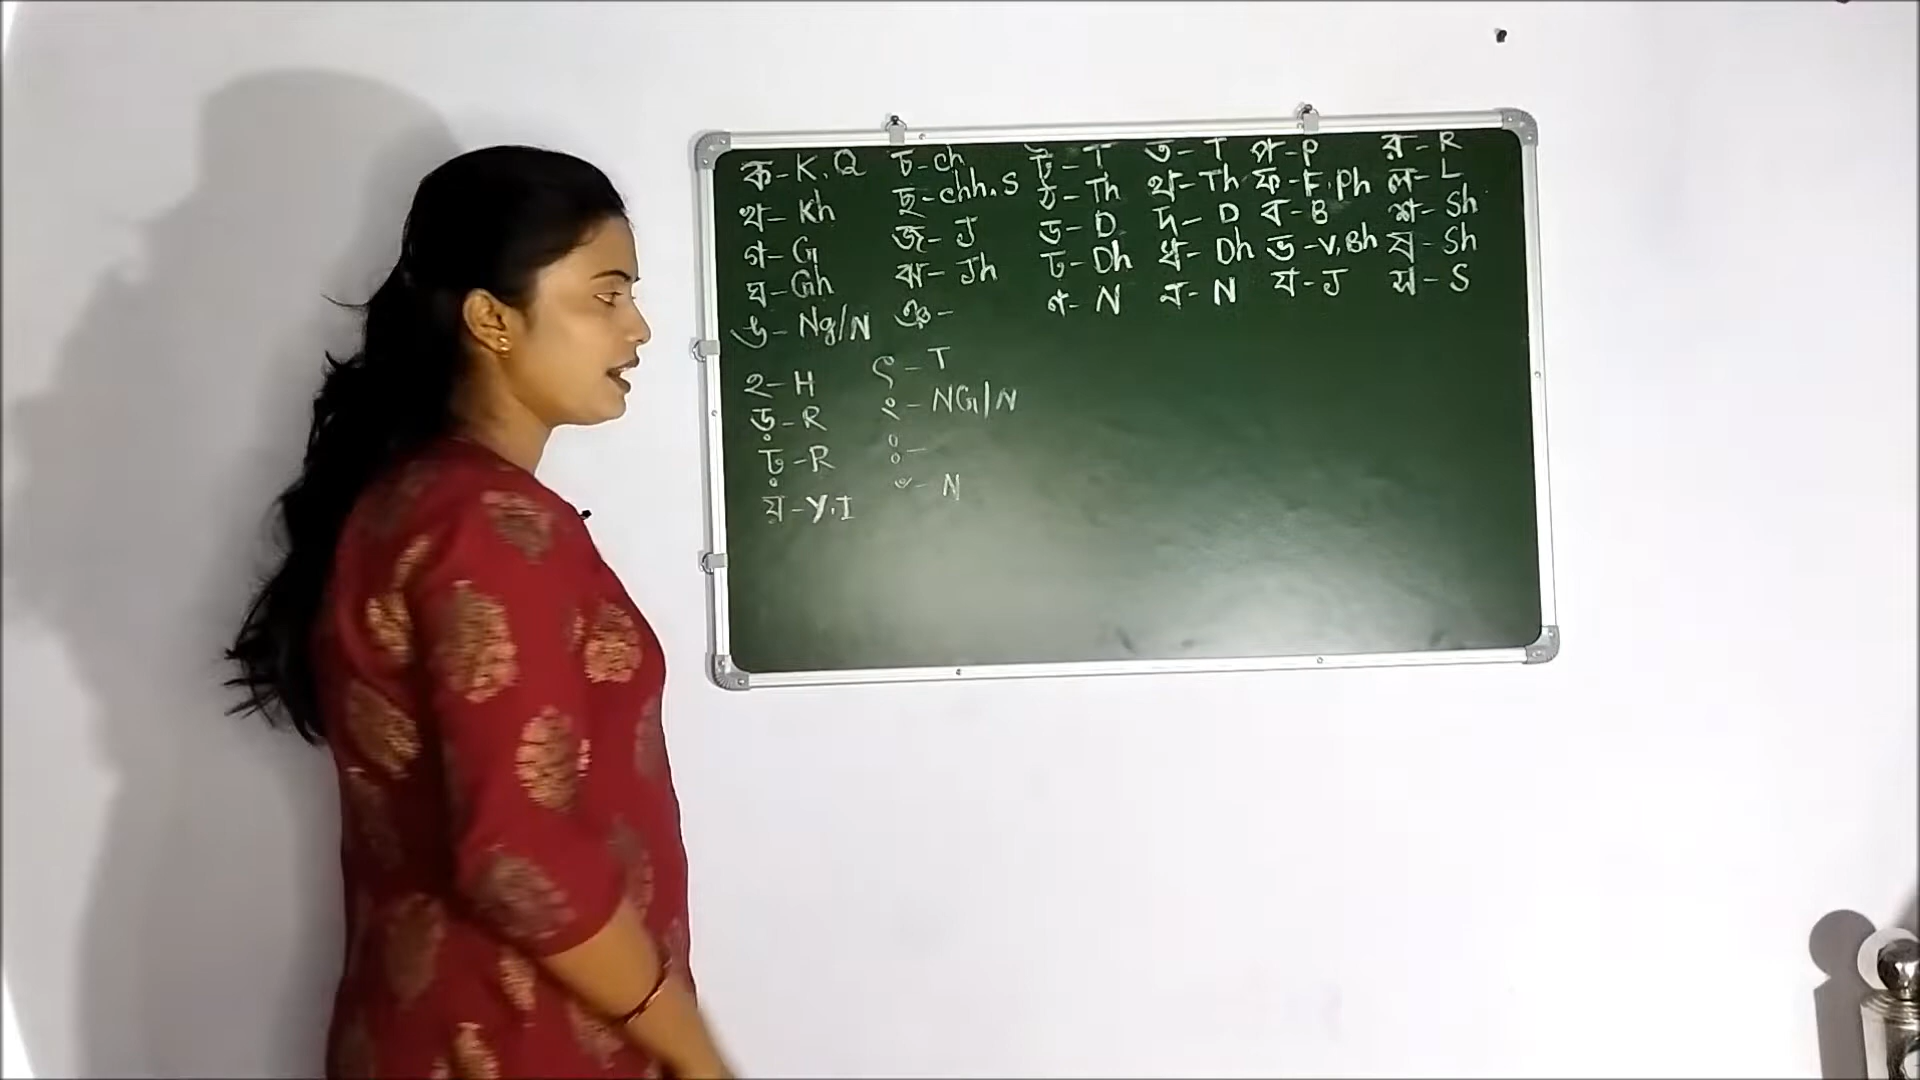 ক- K, Q
খ- Kh
গ- G
ঘ- Gh
ঙ- Ng/N
চ- ch
ছ- chh, S
জ- J
ঝ- Jh
ঞ-
ট- T
ঠ- Th
ড- D
ঢ- Dh
ণ- N
ত- T
থ- Th
দ- D
ধ- Dh
ন- N
প- P
ফ- F, Ph
ব- B
ভ- V, Bh
য- J
র- R
ল- L
শ- Sh
ষ- Sh
স- S
হ- H
ড়- R
ঢ়- R
য়- Y, I
ৎ- T
ং- NG/N
ঃ-
ঁ- N